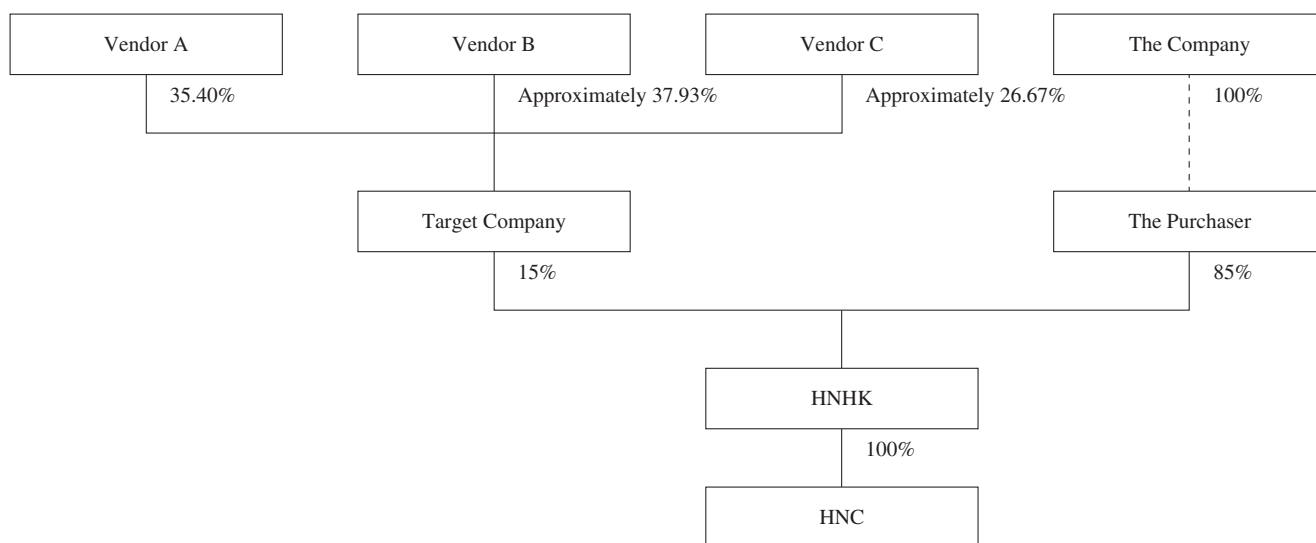 Vendor A
Vendor B
Vendor C
The Company
35.40%
Approximately 37.93%
Approximately 26.67%
100%
Target Company
The Purchaser
15%
85%
HNHK
100%
HNC